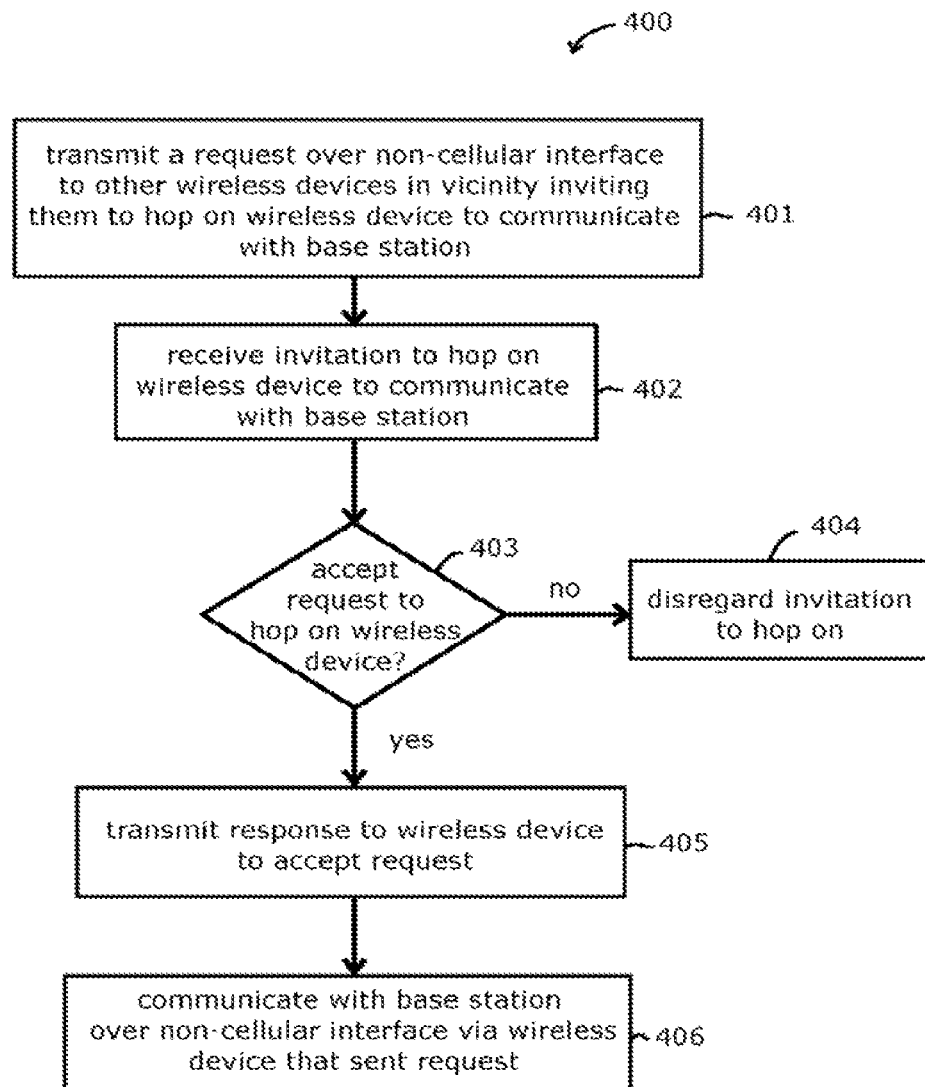 400
transmit a request over non-cellular interface
to other wireless devices in vicinity inviting
them to hop on wireless device to communicate
with base station
401
receive invitation to hop on
wireless device to communicate
with base station
402
403
accept
request to
hop on wireless
device?
no
404
disregard invitation
to hop on
yes
transmit response to wireless device
to accept request
405
communicate with base station
over non-cellular interface via wireless
device that sent request
406